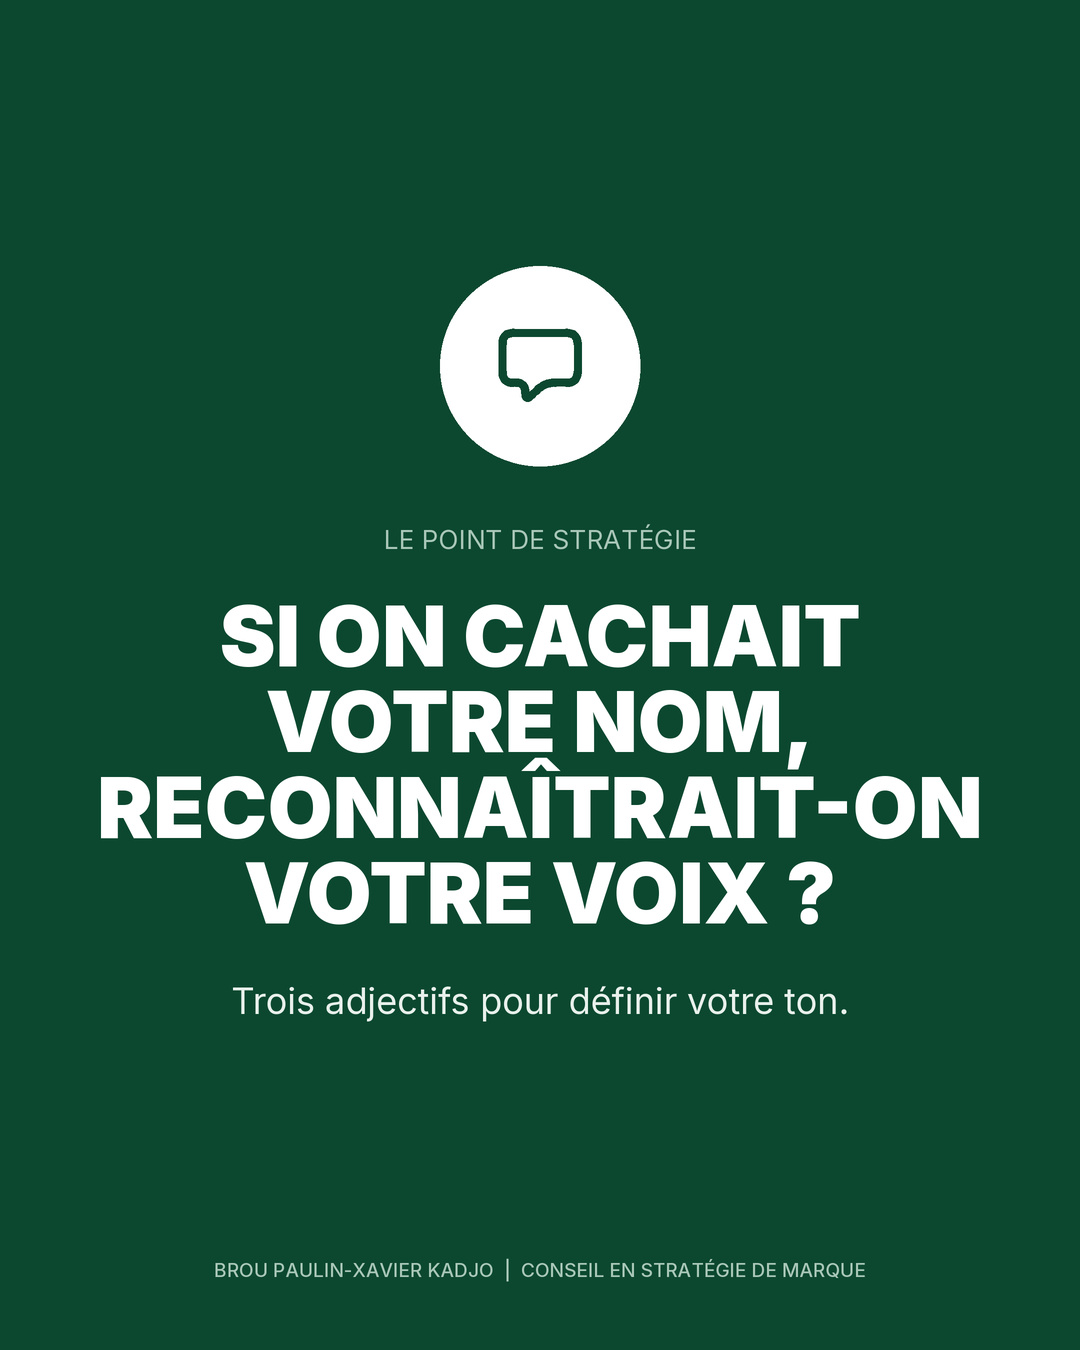 LE POINT DE STRATÉGIE
SI ON CACHAIT
VOTRE NOM,
RECONNAÎTRAIT-ON
VOTRE VOIX ?
Trois adjectifs pour définir votre ton.
BROU PAULIN-XAVIER KADJO | CONSEIL EN STRATÉGIE DE MARQUE